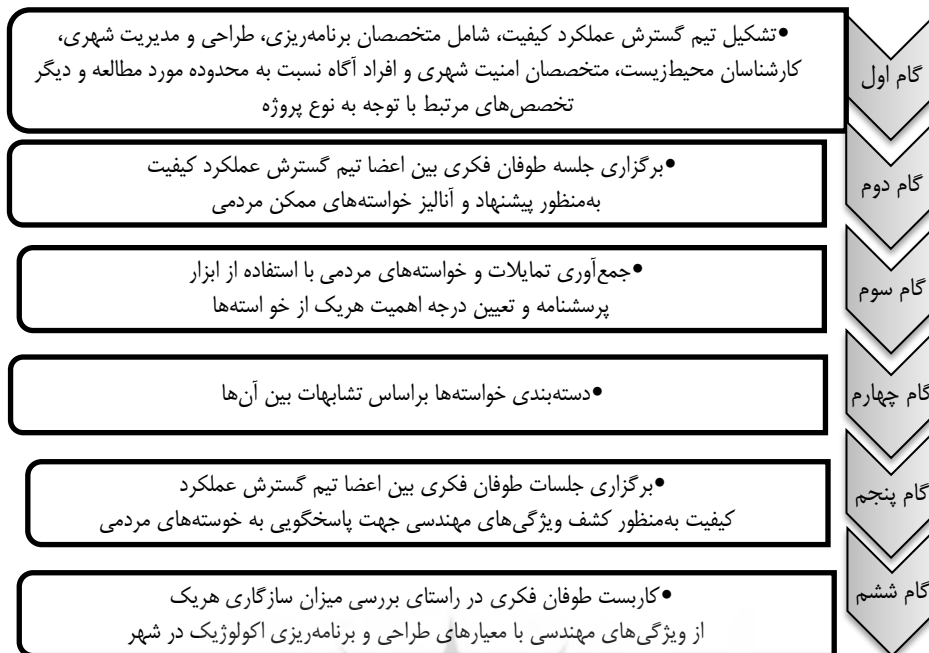 گام اول
•تشکیل تیم گسترش عملکرد کیفیت، شامل متخصصان برنامه‌ریزی، طراحی و مدیریت شهری،
کارشناسان محیط‌زیست، متخصصان امنیت شهری و افراد آگاه نسبت به محدوده مورد مطالعه و دیگر
تخصص‌های مرتبط با توجه به نوع پروژه
گام دوم
•برگزاری جلسه طوفان فکری بین اعضا تیم گسترش عملکرد کیفیت
به‌منظور پیشنهاد و آنالیز خواسته‌های ممکن مردمی
گام سوم
•جمع‌آوری تمایلات و خواسته‌های مردمی با استفاده از ابزار
پرسشنامه و تعیین درجه اهمیت هریک از خو استه‌ها
گام چهارم
•دسته‌بندی خواسته‌ها براساس تشابهات بین آن‌ها
گام پنجم
•برگزاری جلسات طوفان فکری بین اعضا تیم گسترش عملکرد
کیفیت به‌منظور کشف ویژگی‌های مهندسی جهت پاسخگویی به خوسته‌های مردمی
گام ششم
•کاربست طوفان فکری در راستای بررسی میزان سازگاری هریک
از ویژگی‌های مهندسی با معیارهای طراحی و برنامه‌ریزی اکولوژیک در شهر